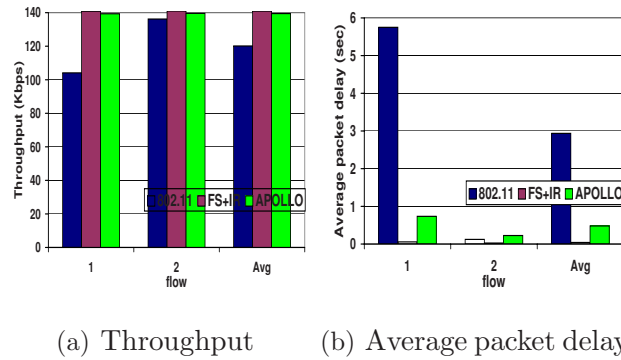 140
120
100
80
60
40
20
0
Throughput (Kbps)
802.11 FS+IR APOLLO
1 2 Avg
flow
6
5
4
3
2
1
0
Average packet delay (sec)
802.11 FS+IR APOLLO
1 2 Avg
flow
(a) Throughput
(b) Average packet delay